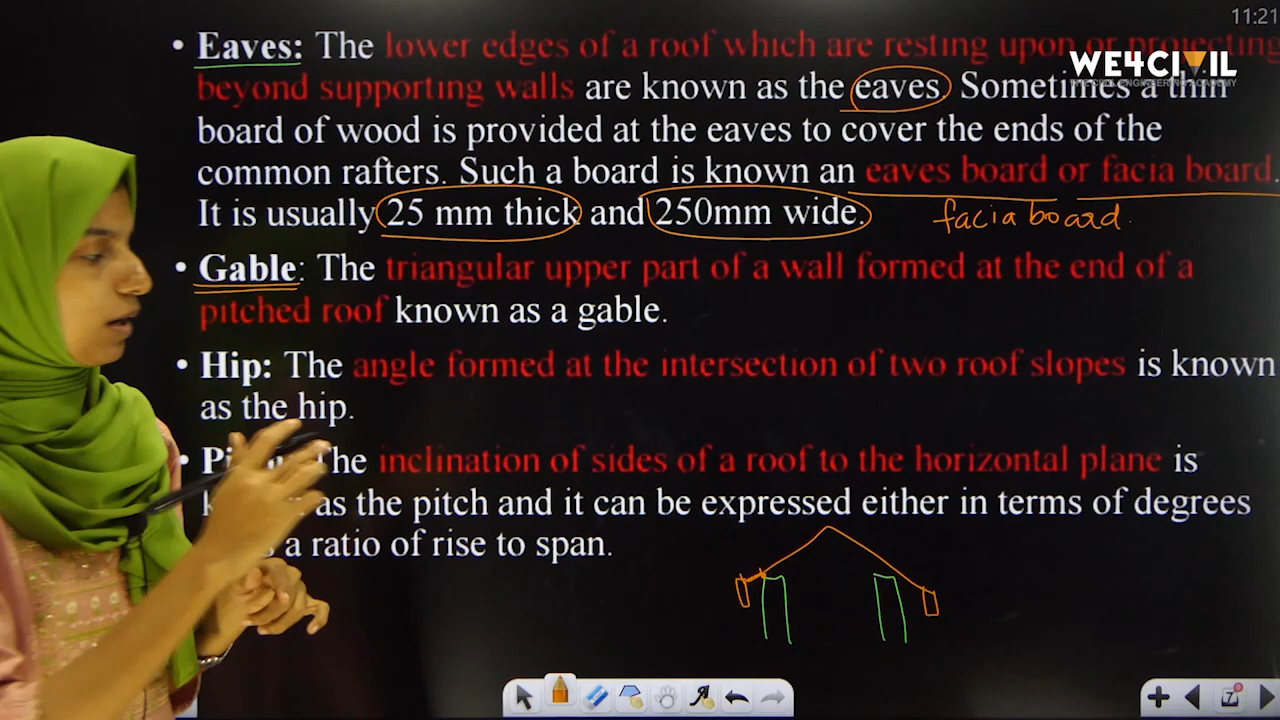 11:21
• Eaves: The lower edges of a roof which are resting upon or projecting
WE4CIVIL
beyond supporting walls are known as the eaves. Sometimes a thin
board of wood is provided at the eaves to cover the ends of the
common rafters. Such a board is known an eaves board or facia board.
It is usually 25 mm thick and 250mm wide.
facia board.
• Gable: The triangular upper part of a wall formed at the end of a
pitched roof known as a gable.
• Hip: The angle formed at the intersection of two roof slopes is known
as the hip.
• The inclination of sides of a roof to the horizontal plane is
as the pitch and it can be expressed either in terms of degrees
a ratio of rise to span.
7